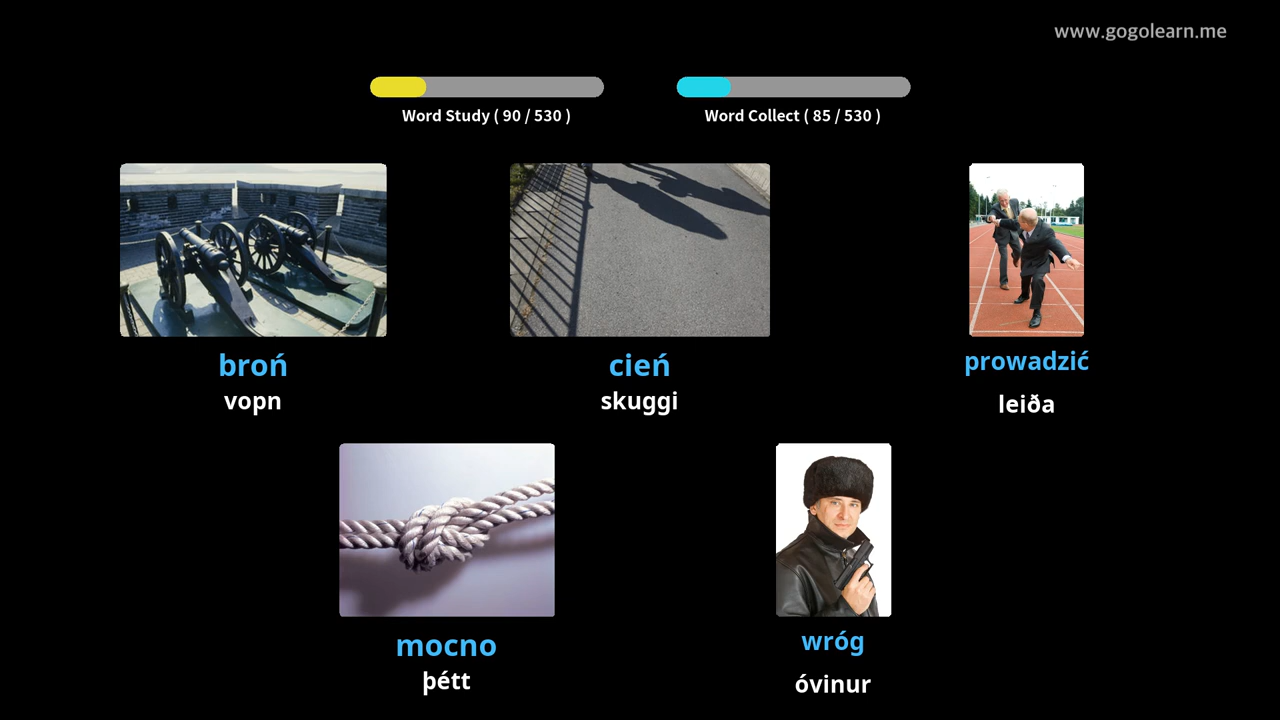 www.gogolearn.me
Word Study ( 90 / 530 )
Word Collect ( 85 / 530 )
broń
vopn
cień
skuggi
prowadzić
leiða
mocno
þétt
wróg
óvinur